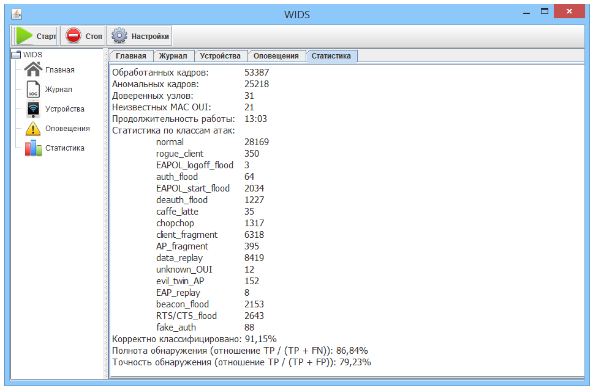 WIDS
Старт Стоп Настройки
WIDS
Главная
Журнал
Устройства
Оповещения
Статистика
Главная Журнал Устройства Оповещения Статистика
Обработанных кадров: 53387
Аномальных кадров: 25218
Доверенных узлов: 31
Неизвестных MAC OUI: 21
Продолжительность работы: 13:03
Статистика по классам атак:
normal 28169
rogue_client 350
EAPOL_logoff_flood 3
auth_flood 64
EAPOL_start_flood 2034
deauth_flood 1227
caffe_latte 35
chopchop 1317
client_fragment 6318
AP_fragment 395
data_replay 8419
unknown_OUI 12
evil_twin_AP 152
EAP_replay 8
beacon_flood 2153
RTS/CTS_flood 2643
fake_auth 88
Корректно классифицировано: 91,15%
Полнота обнаружения (отношение TP / (TP + FN)): 86,84%
Точность обнаружения (отношение TP / (TP + FP)): 79,23%